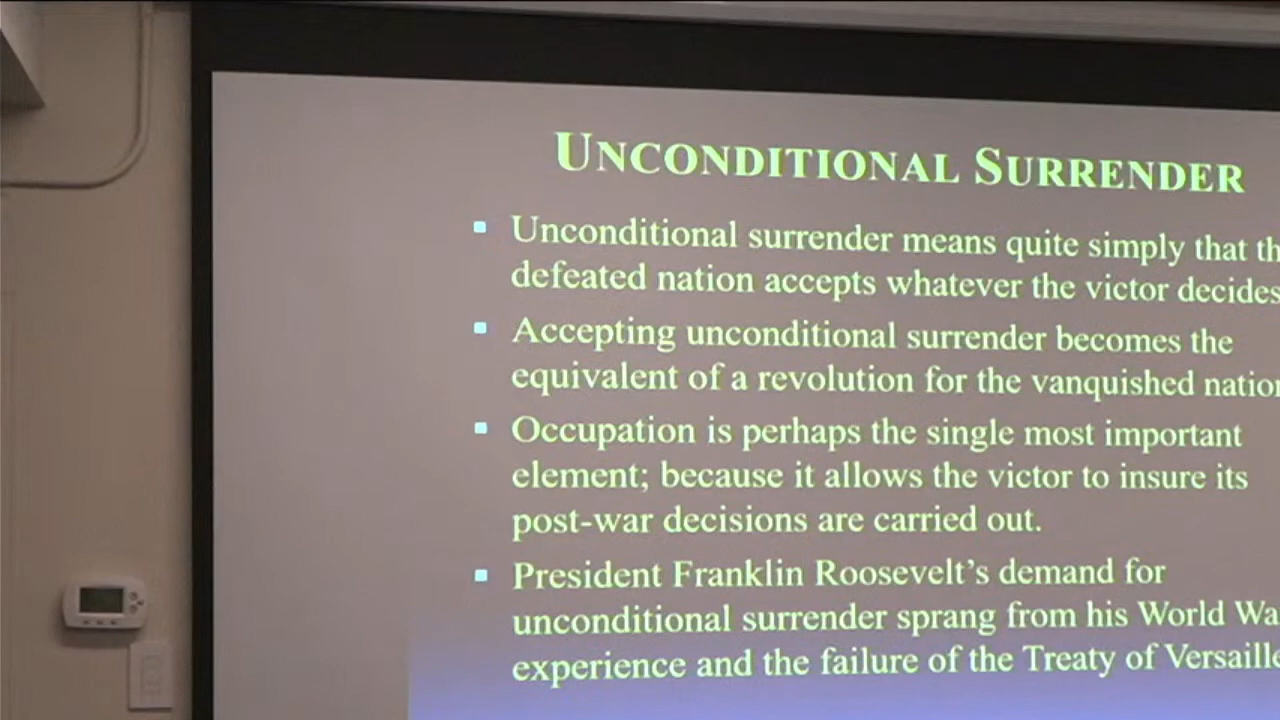 UNCONDITIONAL SURRENDER
Unconditional surrender means quite simply that th
defeated nation accepts whatever the victor decides
Accepting unconditional surrender becomes the
equivalent of a revolution for the vanquished nation
Occupation is perhaps the single most important
element; because it allows the victor to insure its
post-war decisions are carried out.
President Franklin Roosevelt’s demand for
unconditional surrender sprang from his World Wa
experience and the failure of the Treaty of Versaille